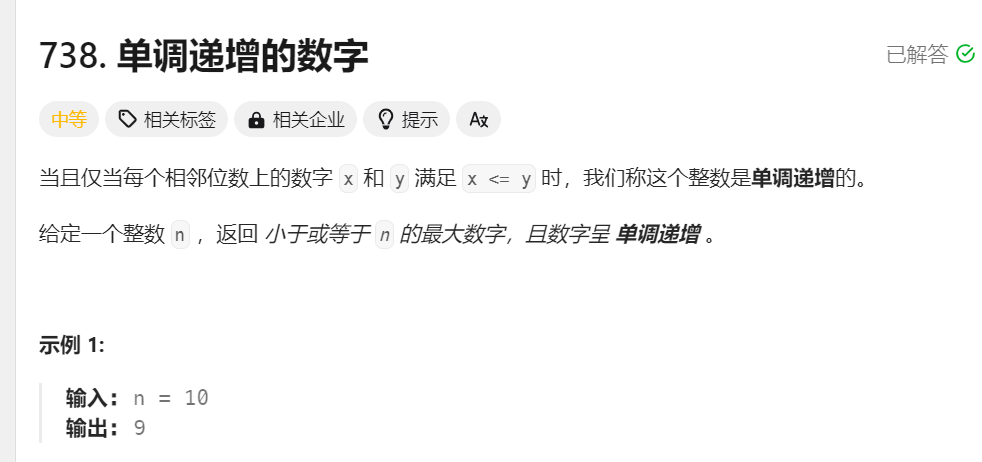 738. 单调递增的数字
已解答
中等
相关标签
相关企业
提示
当且仅当每个相邻位数上的数字 x 和 y 满足 x <= y 时，我们称这个整数是单调递增的。
给定一个整数 n ，返回 小于或等于 n 的最大数字，且数字呈 单调递增 。
示例 1:
输入: n = 10
输出: 9